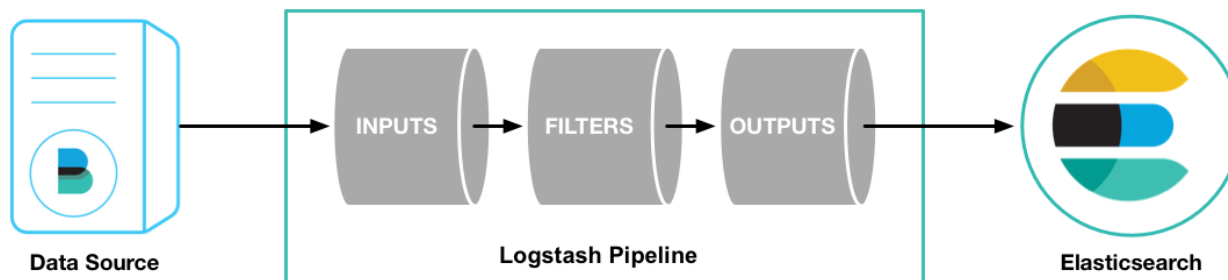 INPUTS
FILTERS
OUTPUTS
Data Source
Logstash Pipeline
Elasticsearch